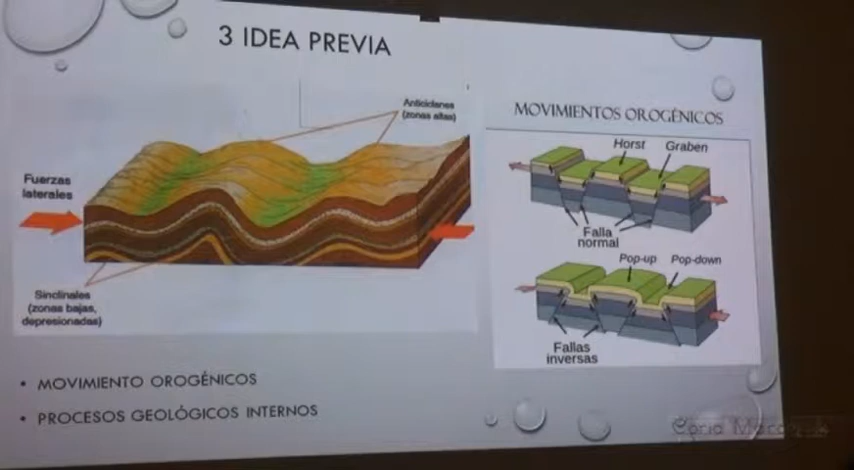 3 IDEA PREVIA
Anticlianes
(zonas altas)
Fuerzas
laterales
Sinclinales
(zonas bajas,
depresionadas)
• MOVIMIENTO OROGÉNICOS
• PROCESOS GEOLÓGICOS INTERNOS
MOVIMIENTOS OROGÉNICOS
Horst Graben
Falla
normal
Pop-up Pop-down
Fallas
inversas